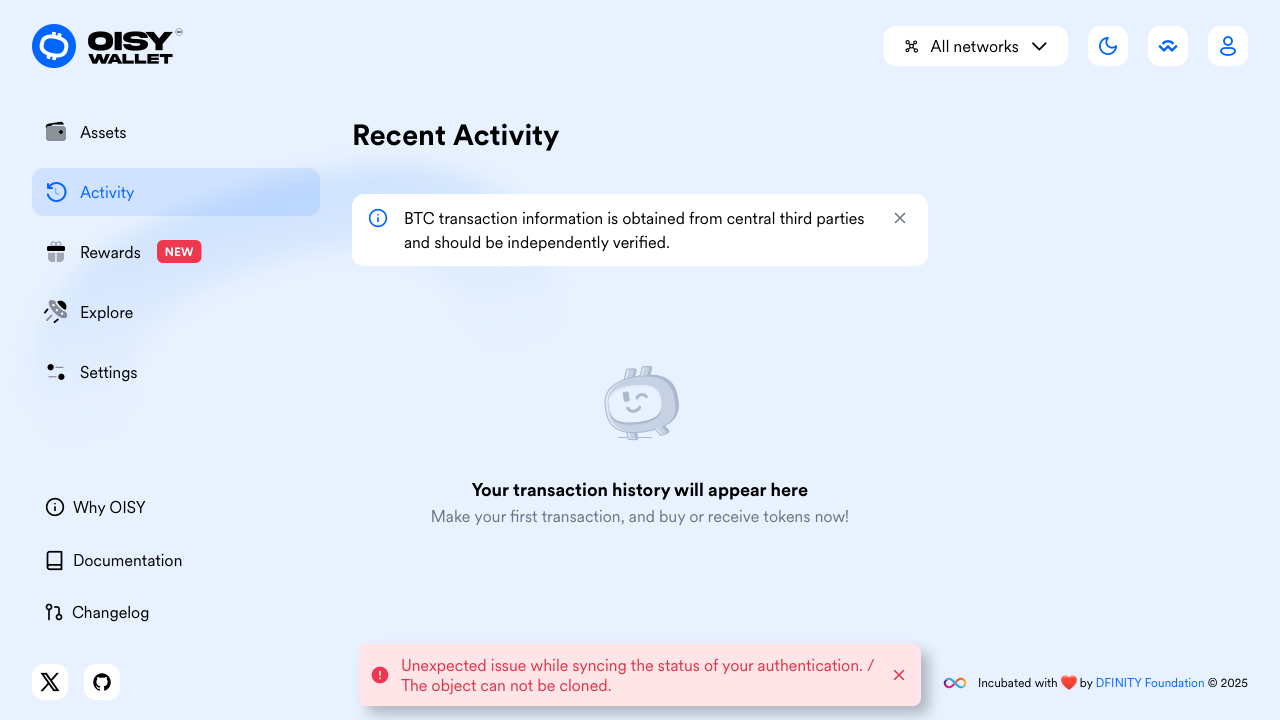 OISY
WALLET
All networks
Assets
Recent Activity
Activity
BTC transaction information is obtained from central third parties
and should be independently verified.
Rewards NEW
Explore
Settings
Your transaction history will appear here
Make your first transaction, and buy or receive tokens now!
Why OISY
Documentation
Changelog
Unexpected issue while syncing the status of your authentication. /
The object can not be cloned.
Incubated with ❤️ by DFINITY Foundation © 2025